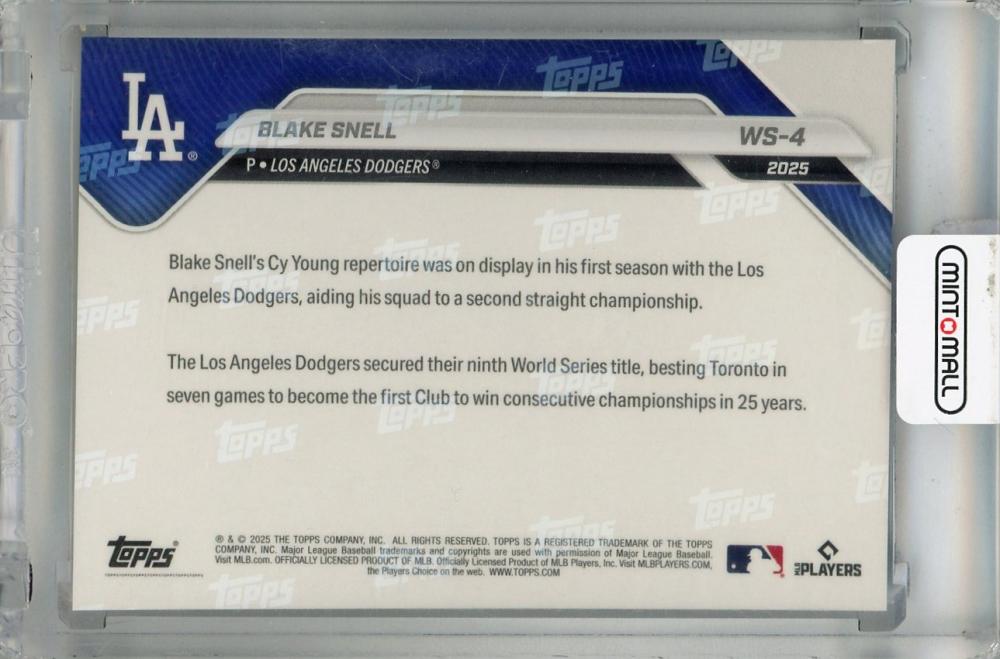 LA®
BLAKE SNELL
WS-4
P • LOS ANGELES DODGERS®
2025
Blake Snell's Cy Young repertoire was on display in his first season with the Los
Angeles Dodgers, aiding his squad to a second straight championship.
The Los Angeles Dodgers secured their ninth World Series title, besting Toronto in
seven games to become the first Club to win consecutive championships in 25 years.
MINT MALL
Topps®
® & © 2025 THE TOPPS COMPANY, INC. ALL RIGHTS RESERVED. TOPPS IS A REGISTERED TRADEMARK OF THE TOPPS
COMPANY, INC. Major League Baseball trademarks and copyrights are used with permission of Major League Baseball.
Visit MLB.com. OFFICIALLY LICENSED PRODUCT OF MLB. Officially Licensed Product of MLB Players, Inc. Visit MLBPLAYERS.COM,
the Players Choice on the web. WWW.TOPPS.COM
MLB PLAYERS